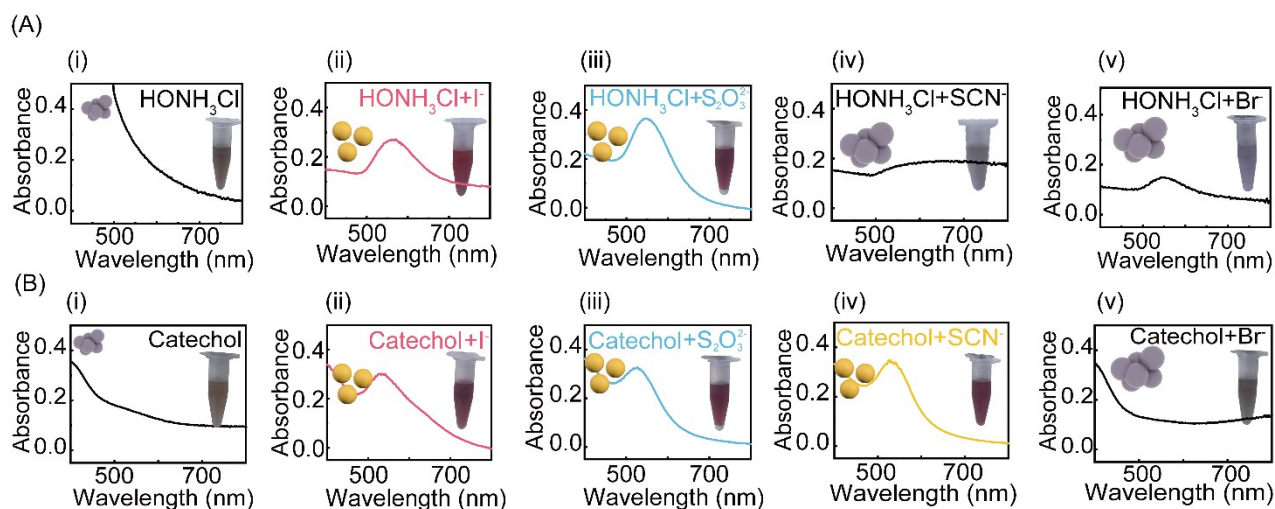 (A)
(i) (ii) (iii) (iv) (v)
HONH₃Cl
Absorbance
0.4
0.2
0.0
500 700
Wavelength (nm)
HONH₃Cl+I⁻
Absorbance
0.4
0.2
0.0
500 700
Wavelength (nm)
HONH₃Cl+S₂O₃²⁻
Absorbance
0.4
0.2
0.0
500 700
Wavelength (nm)
HONH₃Cl+SCN⁻
Absorbance
0.4
0.2
0.0
500 700
Wavelength (nm)
HONH₃Cl+Br⁻
Absorbance
0.4
0.2
0.0
500 700
Wavelength (nm)
(B)
(i) (ii) (iii) (iv) (v)
Catechol
Absorbance
0.4
0.2
0.0
500 700
Wavelength (nm)
Catechol+I⁻
Absorbance
0.4
0.2
0.0
500 700
Wavelength (nm)
Catechol+S₂O₃²⁻
Absorbance
0.4
0.2
0.0
500 700
Wavelength (nm)
Catechol+SCN⁻
Absorbance
0.4
0.2
0.0
500 700
Wavelength (nm)
Catechol+Br⁻
Absorbance
0.4
0.2
0.0
500 700
Wavelength (nm)